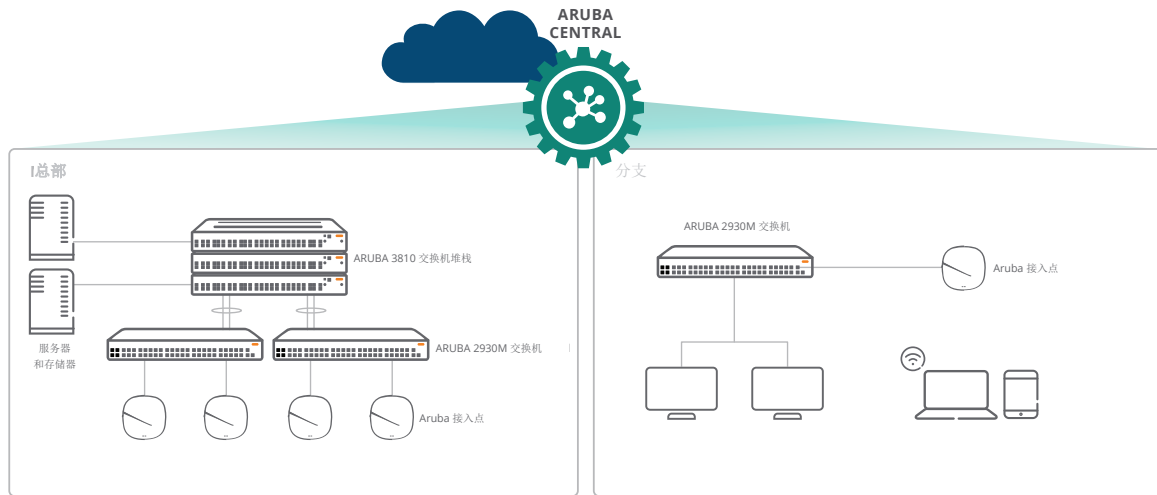 ARUBA
CENTRAL
总部
分支
ARUBA 2930M 交换机
ARUBA 3810 交换机堆栈
Aruba 接入点
服务器
和存储器
ARUBA 2930M 交换机
Aruba 接入点